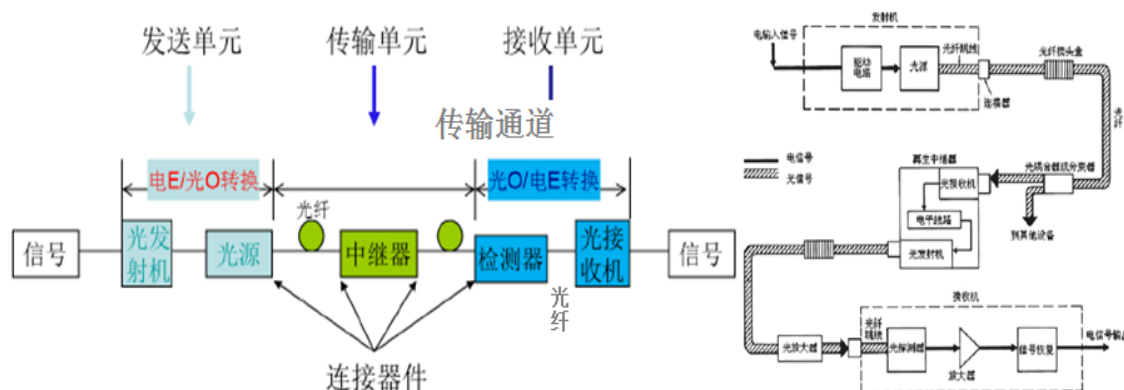 发送单元
传输单元
接收单元
传输通道
电E/光O转换
光O/电E转换
光纤
信号
光发
射机
光源
中继器
检测器
光接
收机
信号
光
纤
连接器件
发射机
电输入信号
驱动
电路
光源
光纤跳线
连接器
光纤接头盒
光纤
电信号
光信号
再生中继器
光接收机
电子线路
光发射机
光耦合器或分束器
到其他设备
接收机
光放大器
光纤
跳线
光探测器
放大器
信号恢复
电信号输出